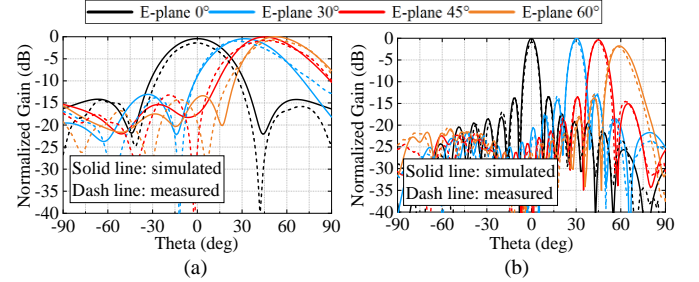 E-plane 0° E-plane 30° E-plane 45° E-plane 60°
0
-5
-10
-15
-20
-25
-30
-35
-40
Normalized Gain (dB)
Solid line: simulated
Dash line: measured
-90 -60 -30 0 30 60 90
Theta (deg)
(a)
0
-5
-10
-15
-20
-25
-30
-35
-40
Normalized Gain (dB)
Solid line: simulated
Dash line: measured
-90 -60 -30 0 30 60 90
Theta (deg)
(b)